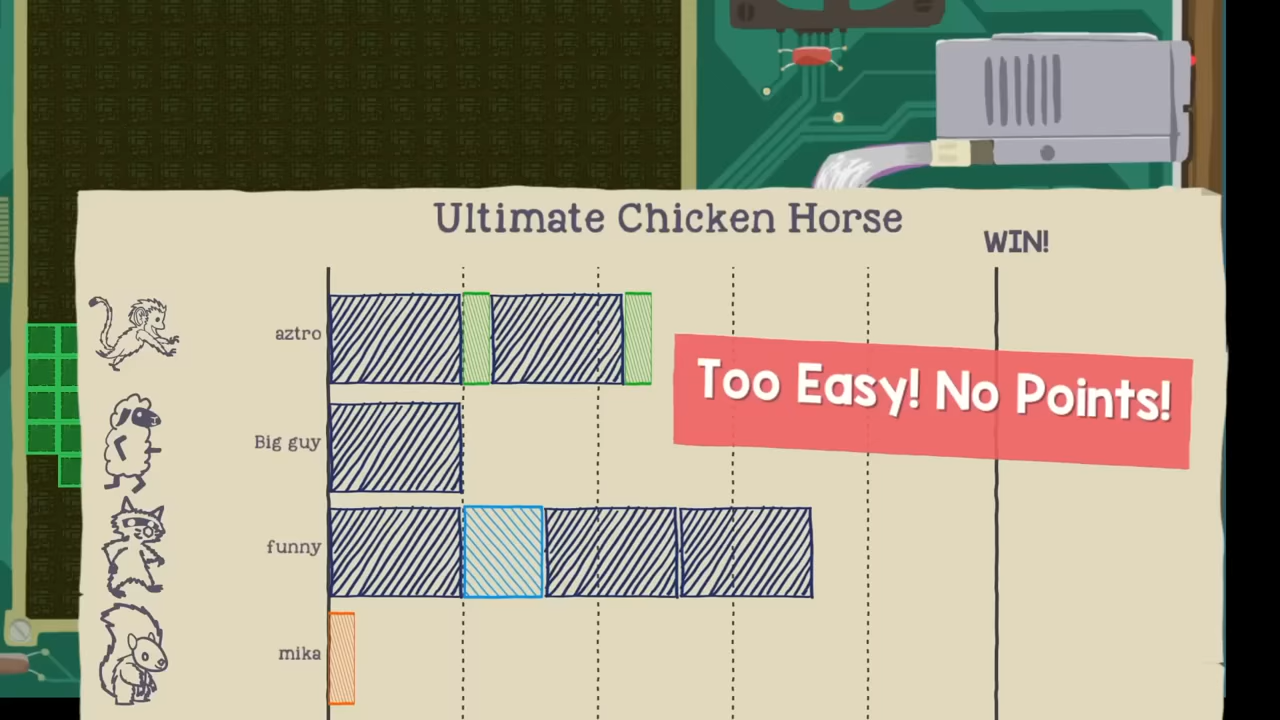 Ultimate Chicken Horse
WIN!
aztro
Too Easy! No Points!
Big guy
funny
mika